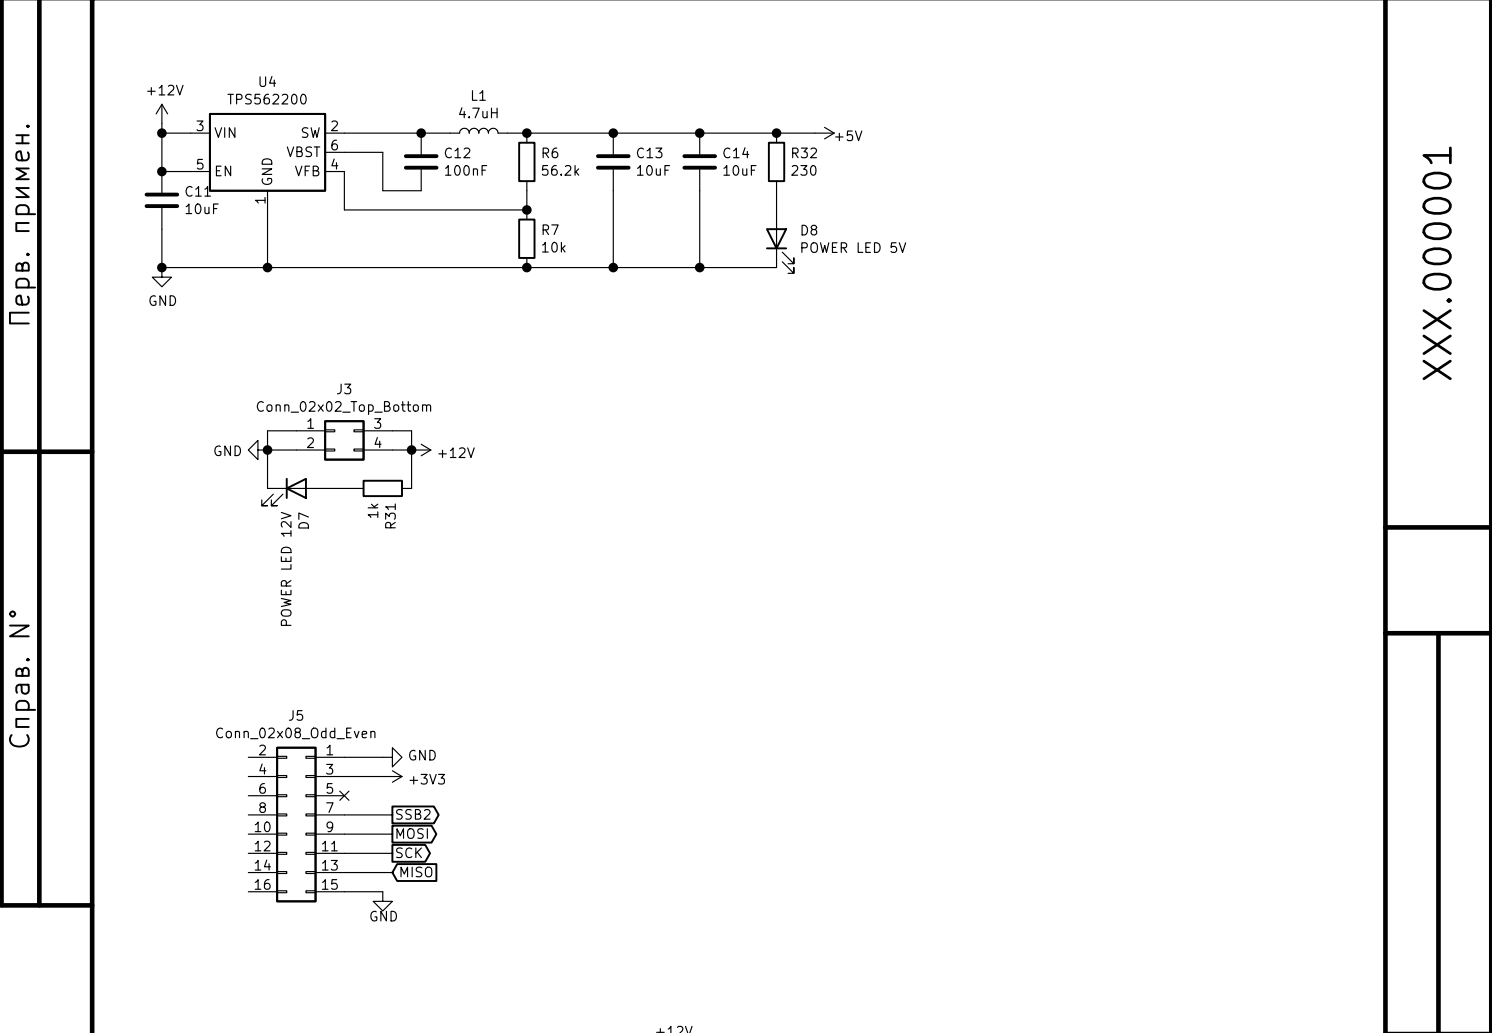 Перв. примен.
Справ. N°
XXX.000001
+12V
U4
TPS562200
3
VIN
SW
2
VBST
6
5
EN
VFB
4
GND
1
C11
10uF
GND
L1
4.7uH
C12
100nF
R6
56.2k
R7
10k
C13
10uF
C14
10uF
R32
230
+5V
D8
POWER LED 5V
J3
Conn_02x02_Top_Bottom
1
3
2
4
GND
+12V
POWER LED 12V
D7
1k
R31
J5
Conn_02x08_Odd_Even
2
1
GND
4
3
+3V3
6
5
8
7
SSB2
10
9
MOSI
12
11
SCK
14
13
MISO
16
15
GND
+12V